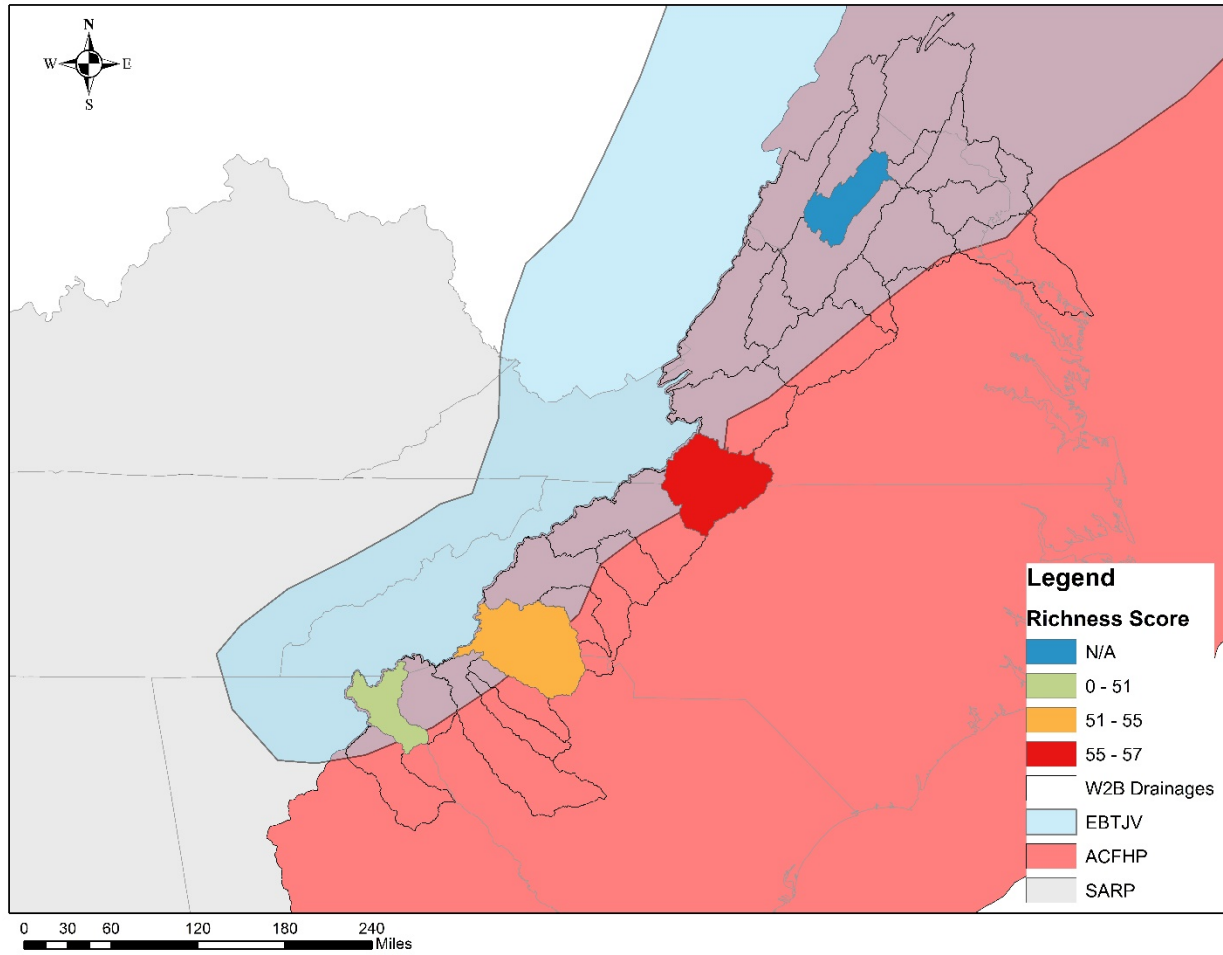 N
W E
S
Legend
Richness Score
N/A
0 - 51
51 - 55
55 - 57
W2B Drainages
EBTJV
ACFHP
SARP
0 30 60 120 180 240
Miles